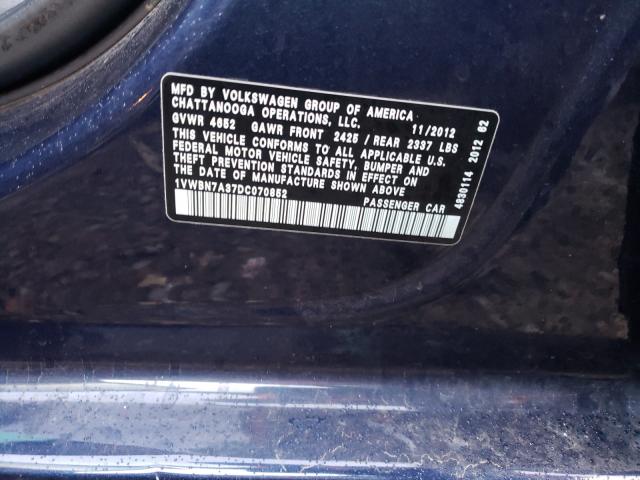 MFD BY VOLKSWAGEN GROUP OF AMERICA
CHATTANOOGA OPERATIONS, LLC. 11/2012
GVWR 4652 GAWR FRONT 2425 / REAR 2337 LBS
THIS VEHICLE CONFORMS TO ALL APPLICABLE U.S.
FEDERAL MOTOR VEHICLE SAFETY, BUMPER AND
THEFT PREVENTION STANDARDS IN EFFECT ON
THE DATE OF MANUFACTURE SHOWN ABOVE
1VWBN7A37DC070852 PASSENGER CAR
4830114 2012 62